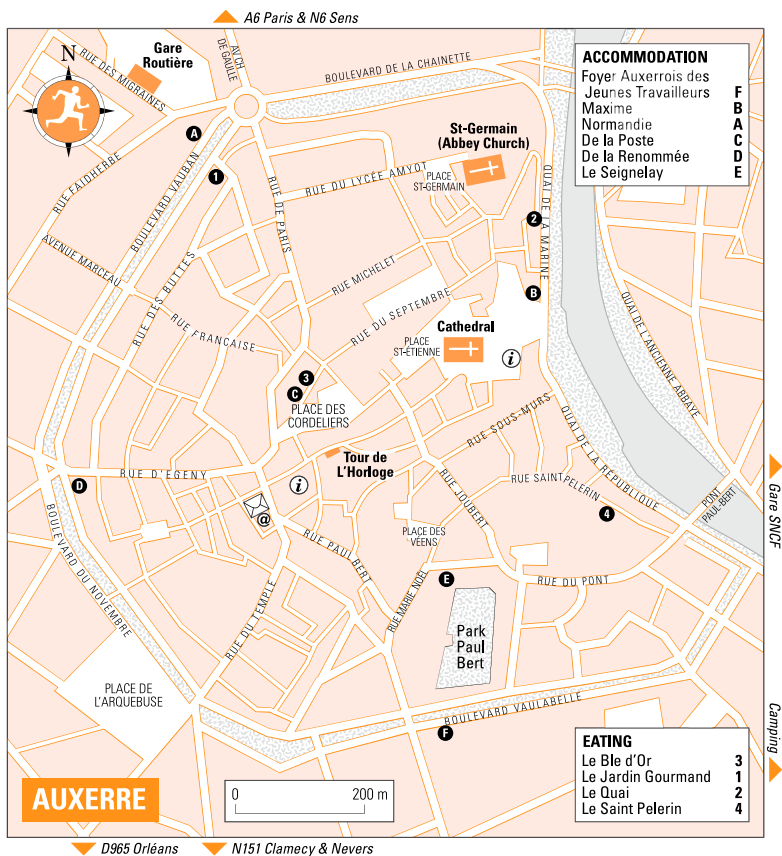 A6 Paris & N6 Sens
N
Gare
Routière
RUE DES MIGRAINES
AV CH.
DE GAULLE
BOULEVARD DE LA CHAINETTE
ACCOMMODATION
Foyer Auxerrois des
Jeunes Travailleurs F
Maxime B
Normandie A
De la Poste C
De la Renommée D
Le Seignelay E
A
1
St-Germain
(Abbey Church)
RUE FAIDHERBE
BOULEVARD VAUBAN
RUE DU LYCÉE AMYOT
PLACE
ST-GERMAIN
RUE DE PARIS
QUAI DE LA MARINE
2
AVENUE MARCEAU
RUE DES BUTTES
RUE MICHELET
B
QUAI DE L'ANCIENNE ABBAYE
RUE FRANCAISE
RUE DU SEPTEMBRE
Cathedral
PLACE
ST-ÉTIENNE
i
3
C
PLACE DES
CORDELIERS
RUE SOUS-MURS
QUAI DE LA RÉPUBLIQUE
Tour de
L'Horloge
RUE D'EGENY
D
i
@
RUE JOUBERT
RUE SAINT PELERIN
4
PONT
PAUL-BERT
Gare SNCF
RUE PAUL BERT
PLACE DES
VEENS
BOULEVARD DU NOVEMBRE
RUE MARIE NOËL
E
RUE DU PONT
RUE DU TEMPLE
Park
Paul
Bert
PLACE DE
L'ARQUEBUSE
BOULEVARD VAULABELLE
F
Camping
EATING
Le Ble d'Or 3
Le Jardin Gourmand 1
Le Quai 2
Le Saint Pelerin 4
AUXERRE
0 200 m
D965 Orléans
N151 Clamecy & Nevers